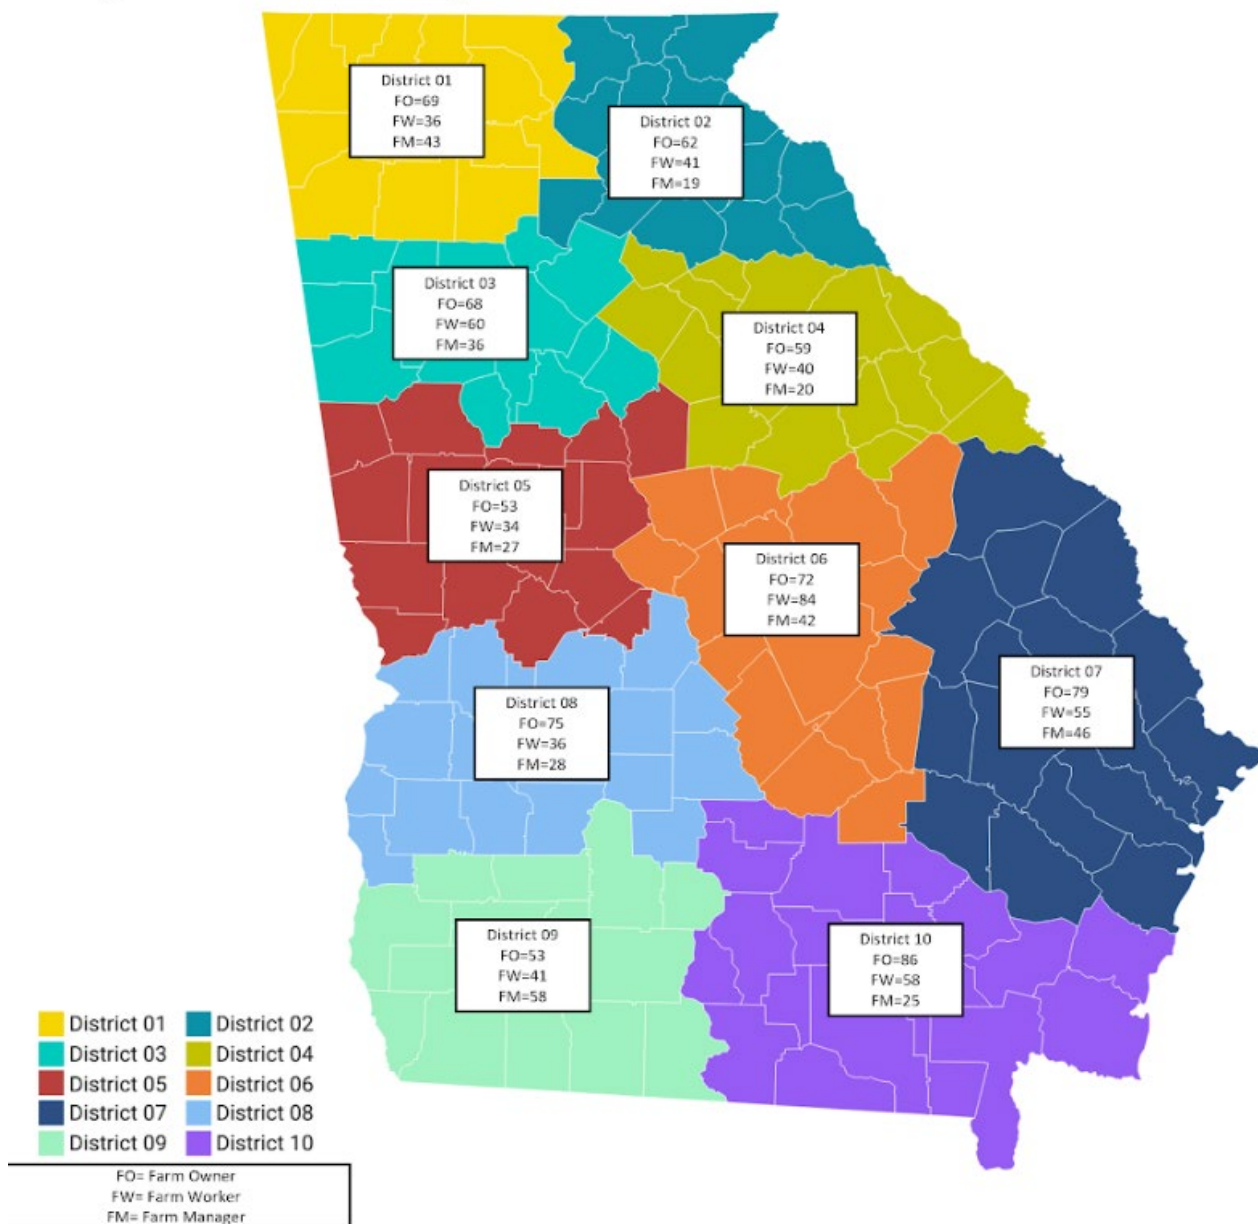 District 01
FO=69
FW=36
FM=43
District 02
FO=62
FW=41
FM=19
District 03
FO=68
FW=60
FM=36
District 04
FO=59
FW=40
FM=20
District 05
FO=53
FW=34
FM=27
District 06
FO=72
FW=84
FM=42
District 07
FO=79
FW=55
FM=46
District 08
FO=75
FW=36
FM=28
District 09
FO=53
FW=41
FM=58
District 10
FO=86
FW=58
FM=25
District 01 District 02
District 03 District 04
District 05 District 06
District 07 District 08
District 09 District 10
FO= Farm Owner
FW= Farm Worker
FM= Farm Manager